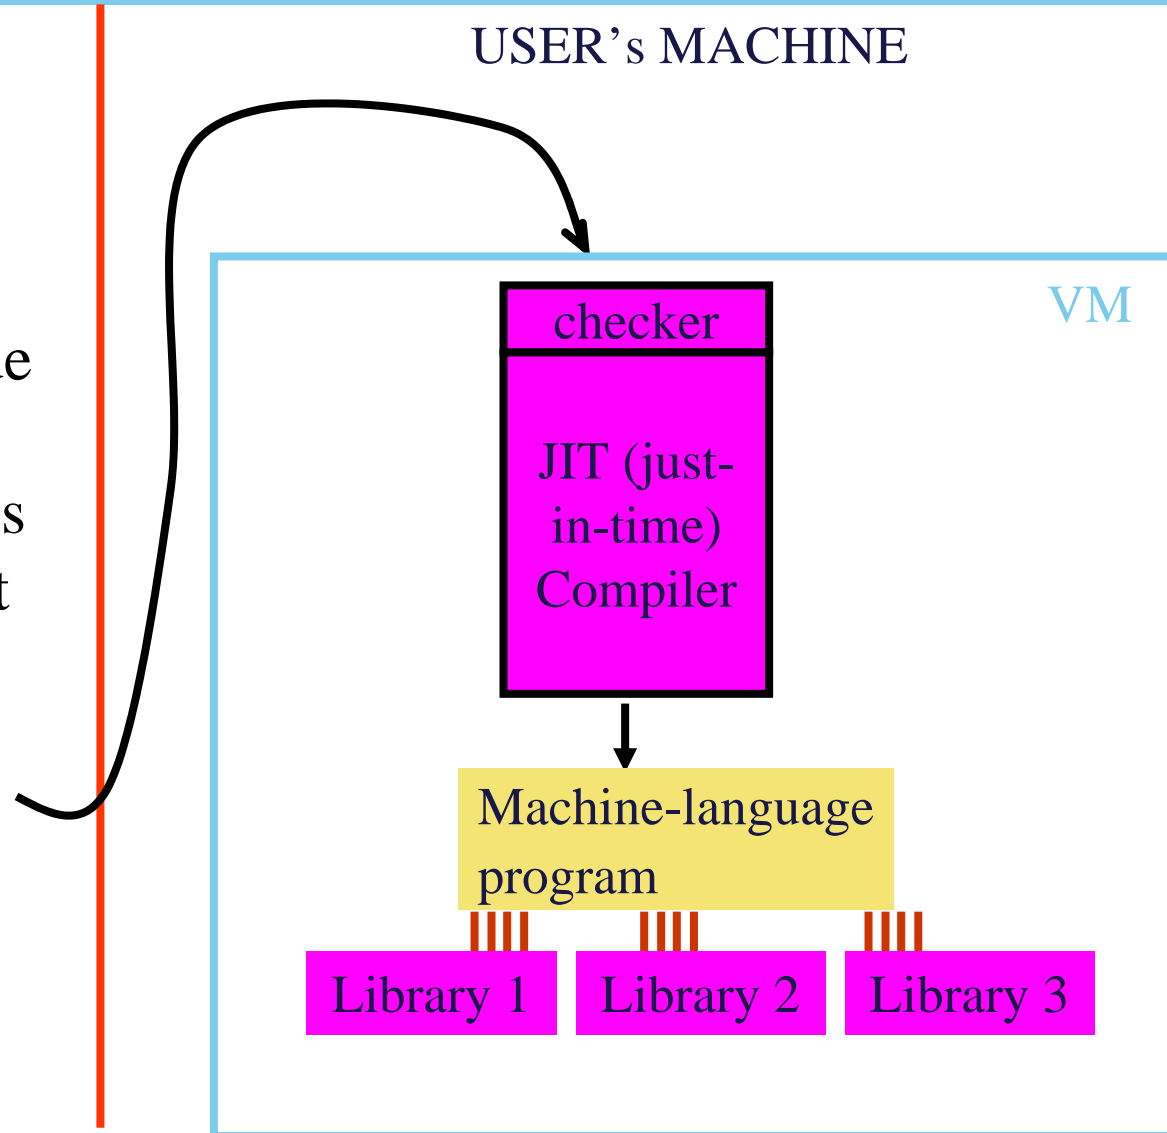 USER’s MACHINE
VM
checker
s
JIT (just-
in-time)
Compiler
t
Machine-language
program
Library 1
Library 2
Library 3